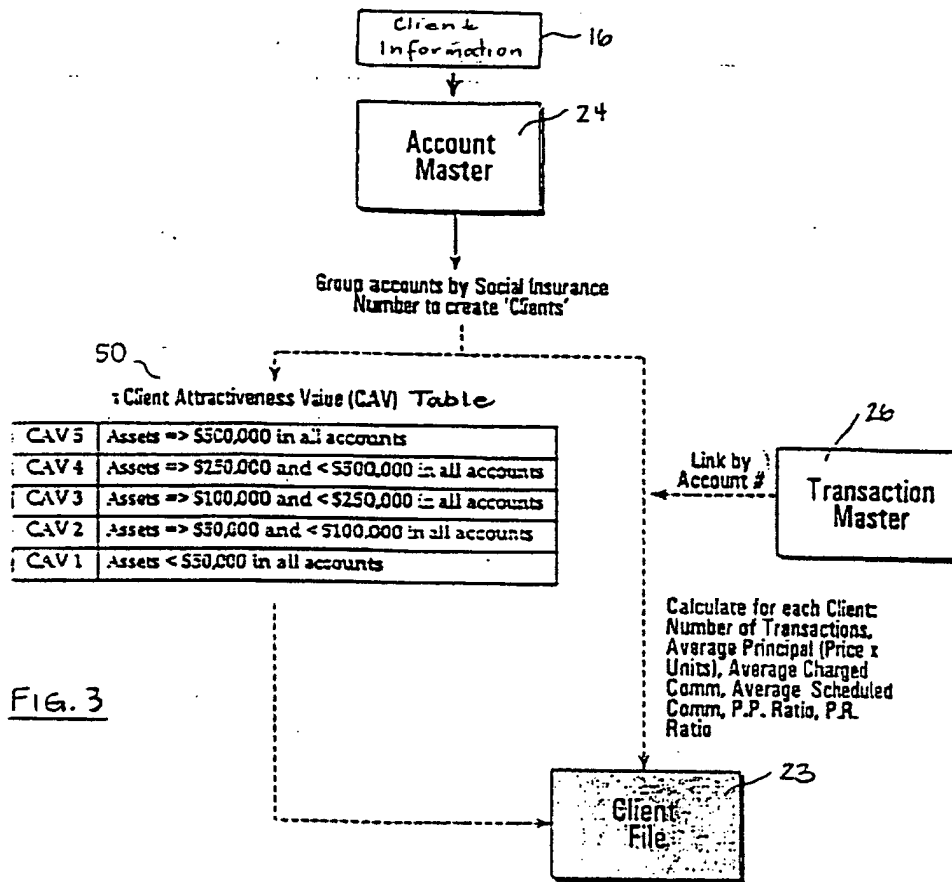 Client
Information
16
24
Account
Master
Group accounts by Social Insurance
Number to create 'Clients'
50
Client Attractiveness Value (CAV) Table
CAV 5 Assets => $500,000 in all accounts
CAV 4 Assets => $250,000 and < $500,000 in all accounts
CAV 3 Assets => $100,000 and < $250,000 in all accounts
CAV 2 Assets => $50,000 and < $100,000 in all accounts
CAV 1 Assets < $50,000 in all accounts
26
Link by
Account #
Transaction
Master
Calculate for each Client:
Number of Transactions,
Average Principal (Price x
Units), Average Charged
Comm, Average Scheduled
Comm, P.P. Ratio, P.R.
Ratio
FIG. 3
23
Client
File